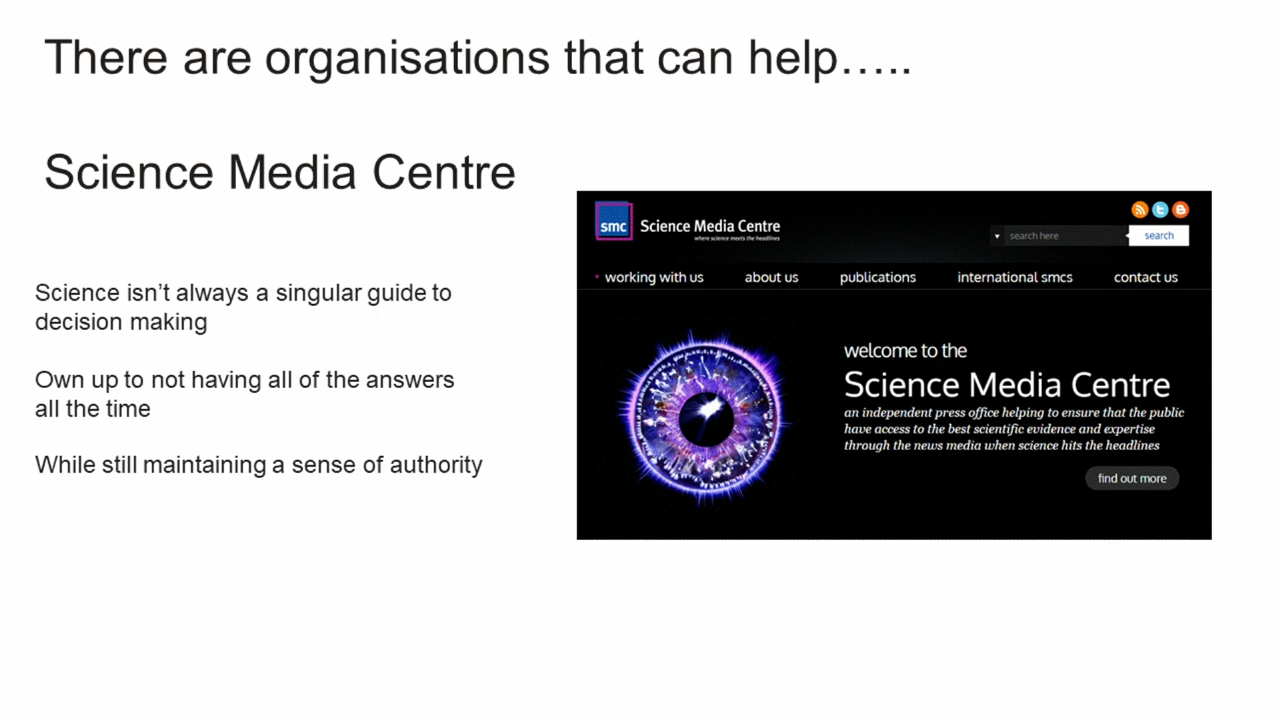 There are organisations that can help…..
Science Media Centre
Science isn’t always a singular guide to
decision making
Own up to not having all of the answers
all the time
While still maintaining a sense of authority
smc
Science Media Centre
where science meets the headlines
search here
search
working with us
about us
publications
international smcs
contact us
welcome to the
Science Media Centre
an independent press office helping to ensure that the public
have access to the best scientific evidence and expertise
through the news media when science hits the headlines
find out more